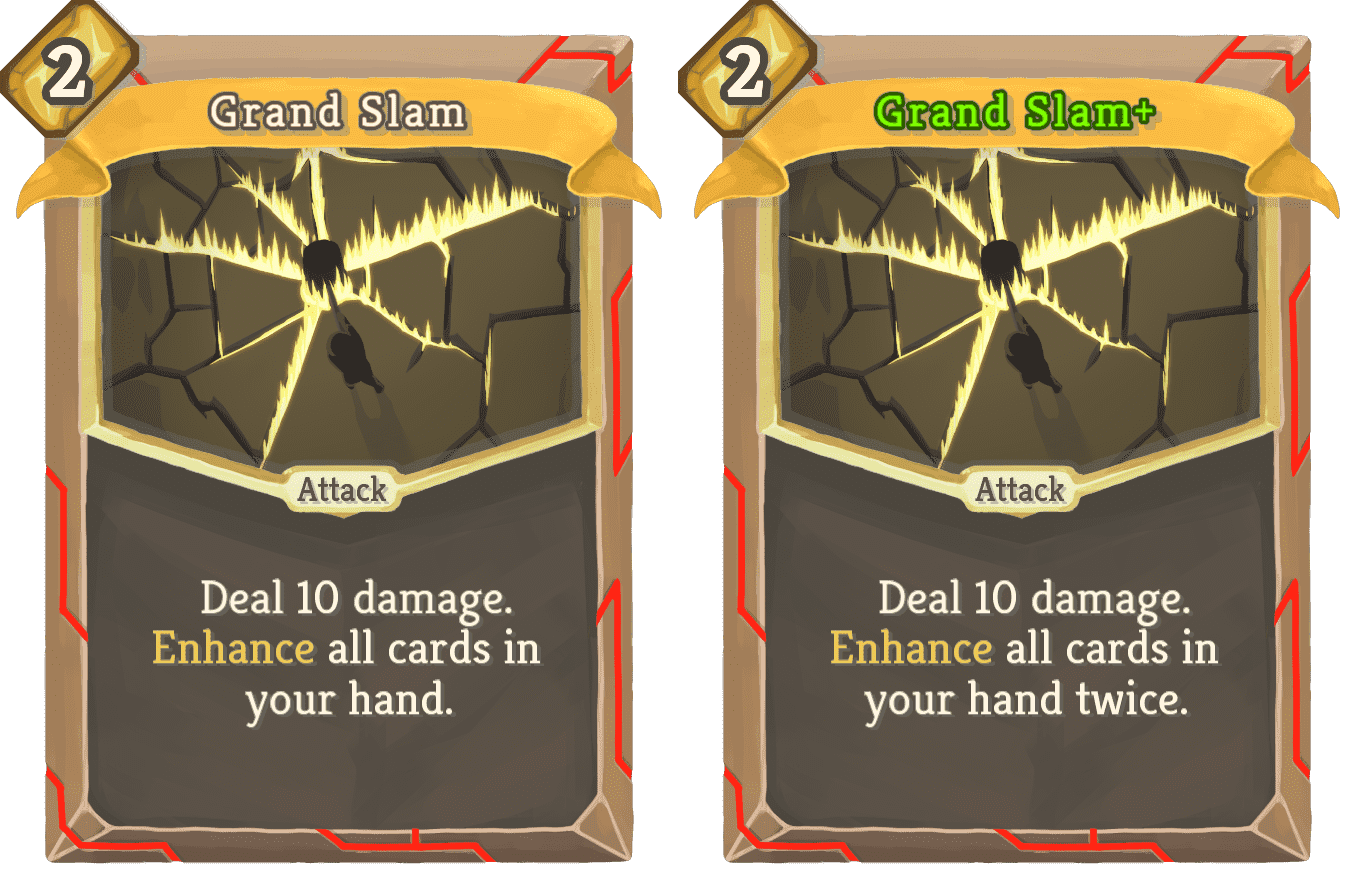 2
Grand Slam
Attack
Deal 10 damage.
Enhance all cards in
your hand.
2
Grand Slam+
Attack
Deal 10 damage.
Enhance all cards in
your hand twice.